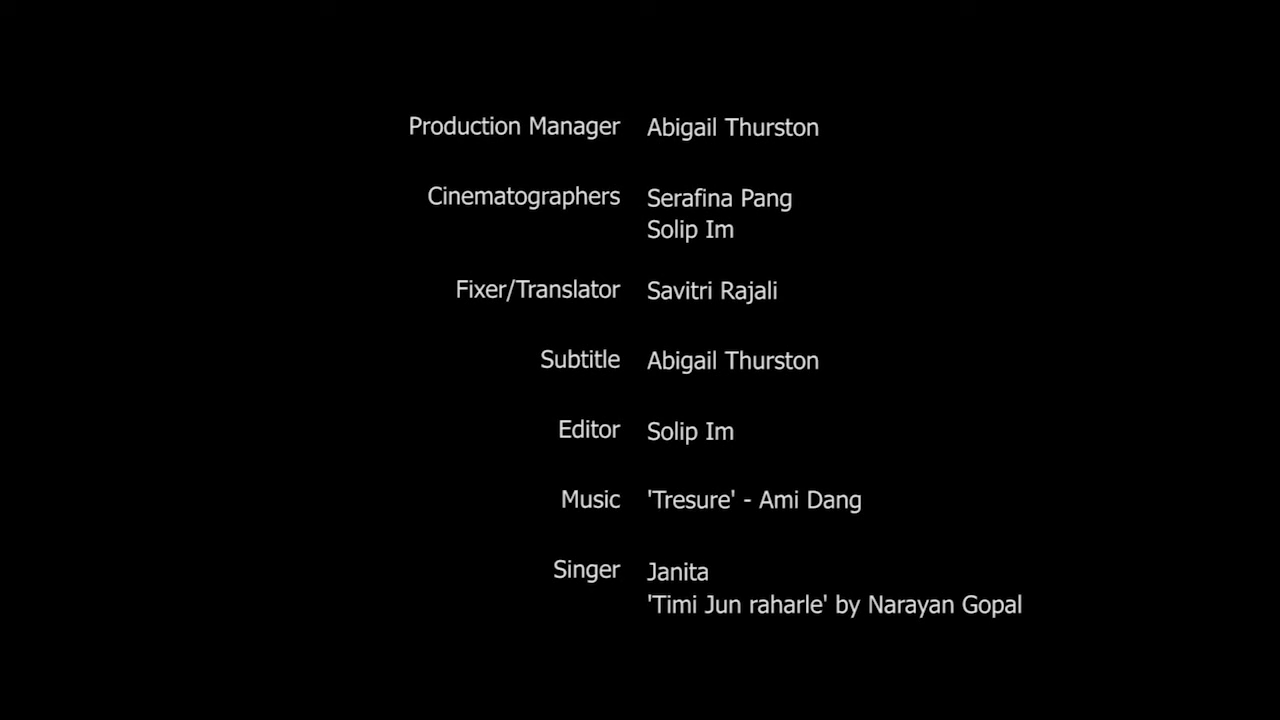 Production Manager Abigail Thurston
Cinematographers Serafina Pang
Solip Im
Fixer/Translator Savitri Rajali
Subtitle Abigail Thurston
Editor Solip Im
Music 'Tresure' - Ami Dang
Singer Janita
'Timi Jun raharle' by Narayan Gopal